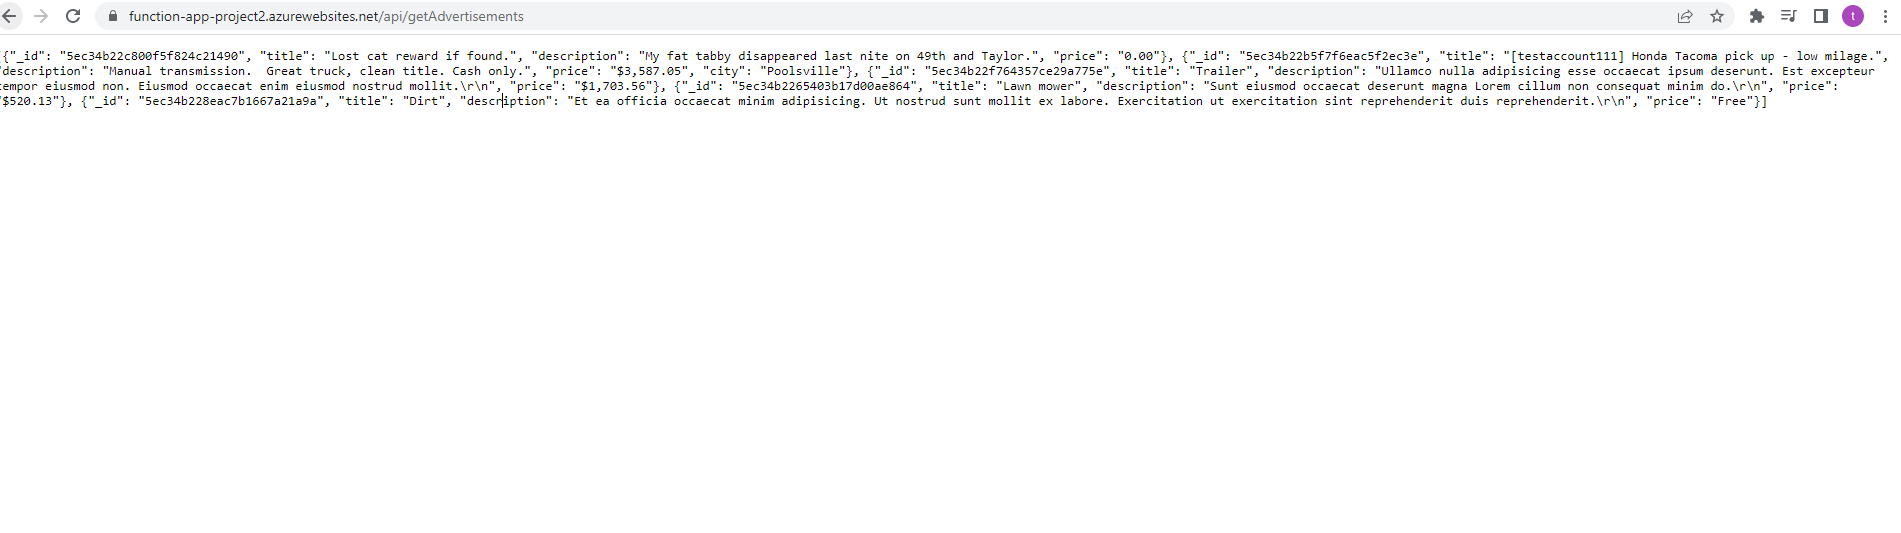 function-app-project2.azurewebsites.net/api/getAdvertisements
t
[{"_id": "5ec34b22c800f5f824c21490", "title": "Lost cat reward if found.", "description": "My fat tabby disappeared last nite on 49th and Taylor.", "price": "0.00"}, {"_id": "5ec34b22b5f7f6eac5f2ec3e", "title": "[testaccount111] Honda Tacoma pick up - low milage.",
"description": "Manual transmission.  Great truck, clean title. Cash only.", "price": "$3,587.05", "city": "Poolsville"}, {"_id": "5ec34b22f764357ce29a775e", "title": "Trailer", "description": "Ullamco nulla adipisicing esse occaecat ipsum deserunt. Est excepteur
tempor eiusmod non. Eiusmod occaecat enim eiusmod nostrud mollit.\r\n", "price": "$1,703.56"}, {"_id": "5ec34b2265403b17d00ae864", "title": "Lawn mower", "description": "Sunt eiusmod occaecat deserunt magna Lorem cillum non consequat minim do.\r\n", "price":
"$520.13"}, {"_id": "5ec34b228eac7b1667a21a9a", "title": "Dirt", "description": "Et ea officia occaecat minim adipisicing. Ut nostrud sunt mollit ex labore. Exercitation ut exercitation sint reprehenderit duis reprehenderit.\r\n", "price": "Free"}]